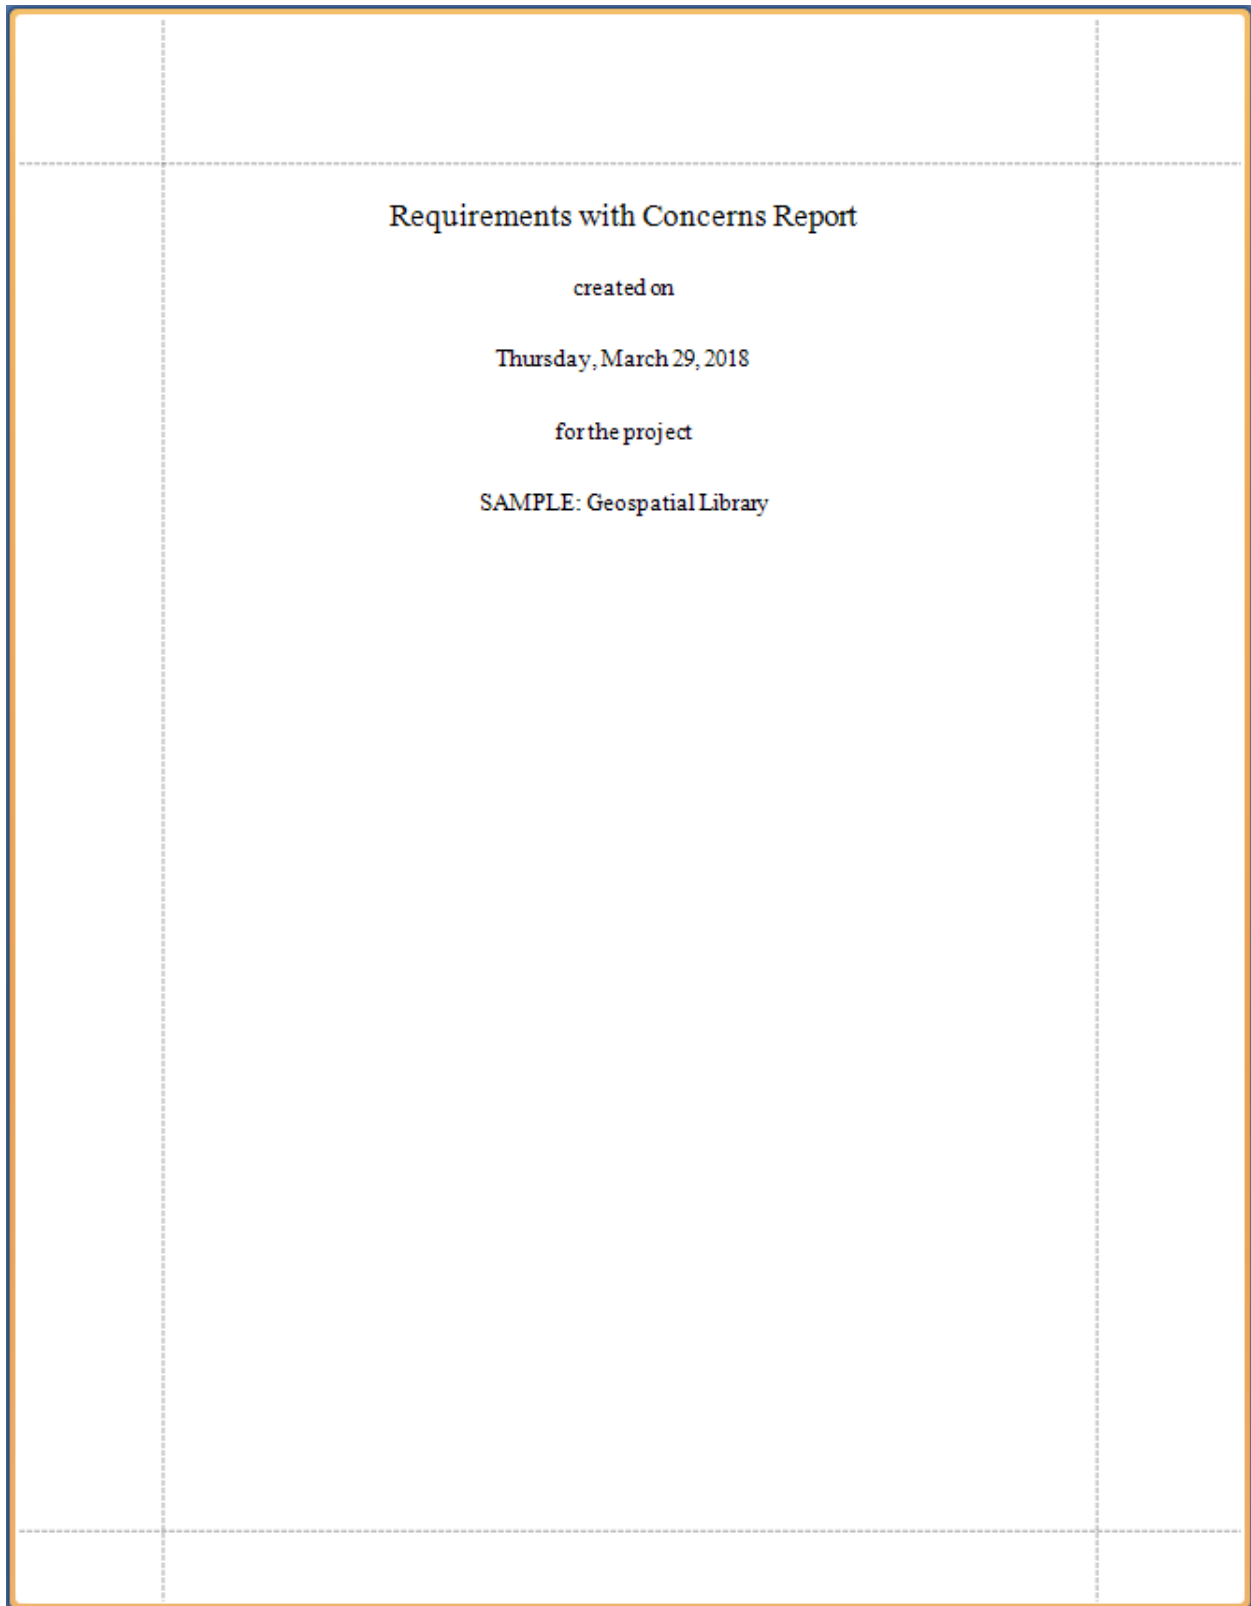 Requirements with Concerns Report
created on
Thursday, March 29, 2018
for the project
SAMPLE: Geospatial Library